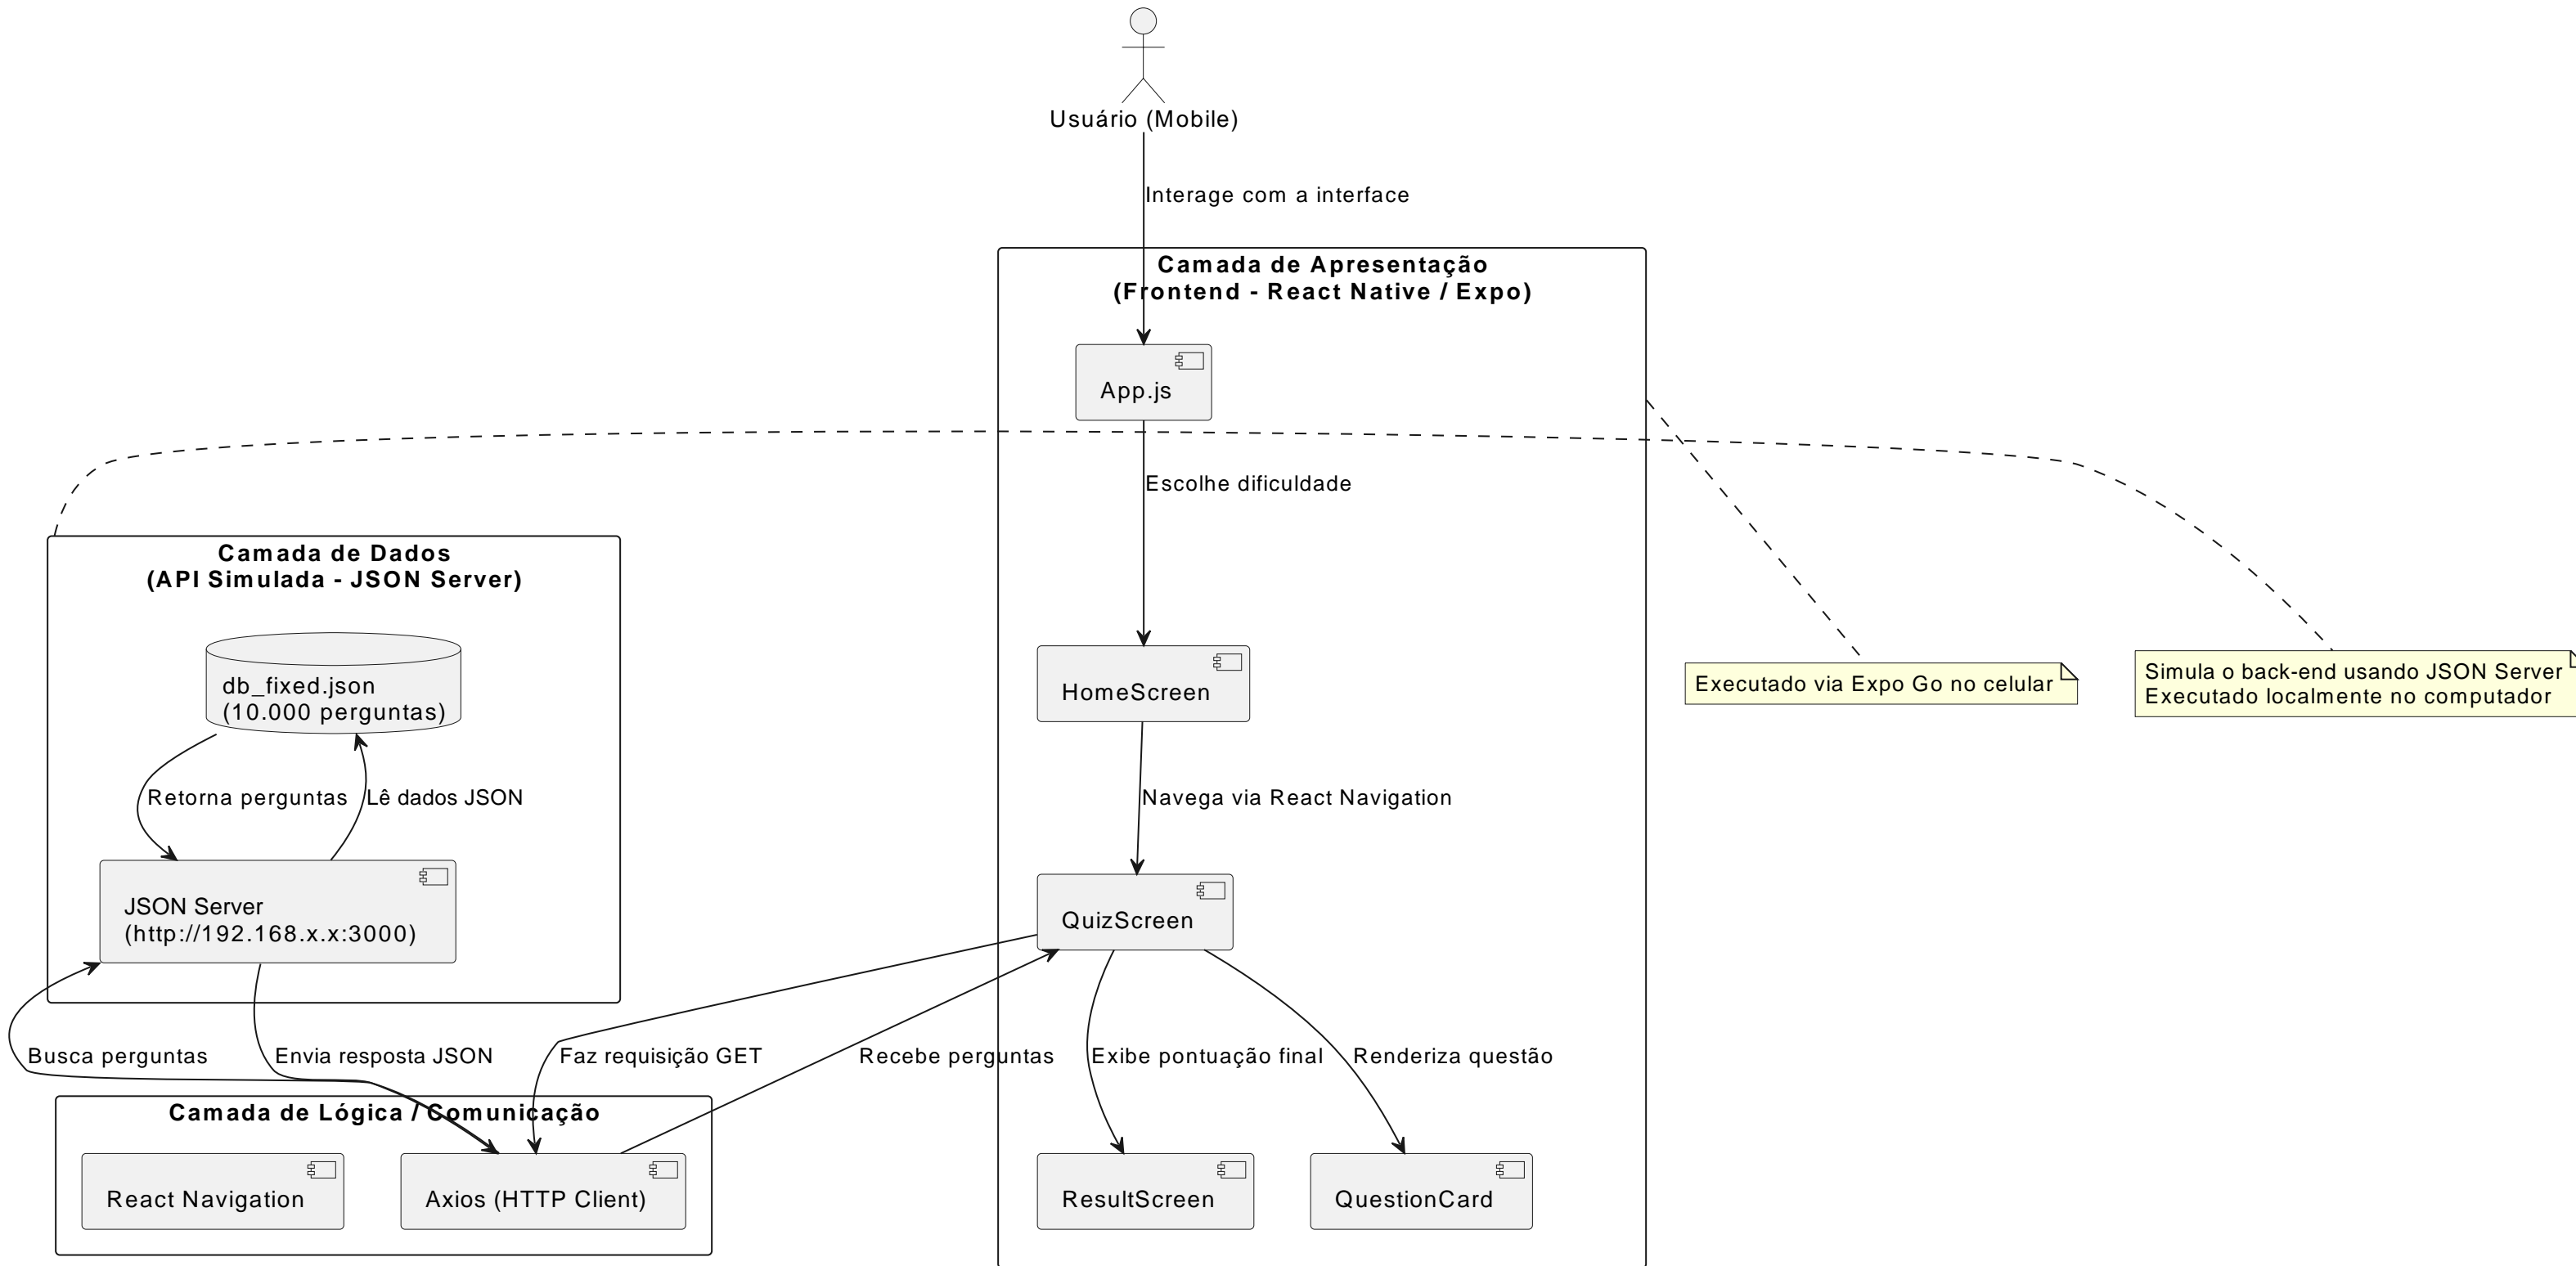 Usuário (Mobile)
Interage com a interface
Camada de Apresentação
(Frontend - React Native / Expo)
App.js
Escolhe dificuldade
Camada de Dados
(API Simulada - JSON Server)
db_fixed.json
(10.000 perguntas)
HomeScreen
Executado via Expo Go no celular
Simula o back-end usando JSON Server
Executado localmente no computador
Retorna perguntas
Lê dados JSON
Navega via React Navigation
JSON Server
(http://192.168.x.x:3000)
QuizScreen
Busca perguntas
Envia resposta JSON
Faz requisição GET
Recebe perguntas
Exibe pontuação final
Renderiza questão
Camada de Lógica / Comunicação
React Navigation
Axios (HTTP Client)
ResultScreen
QuestionCard